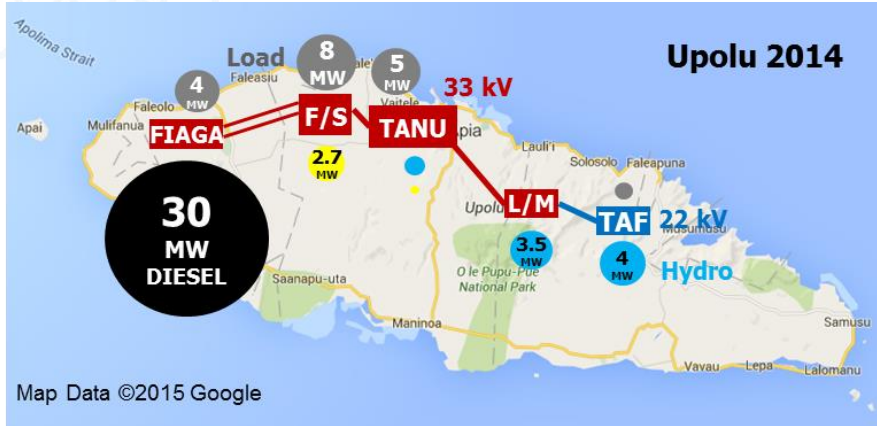 Apolima Strait
Load
8
MW
Upolu 2014
4
MW
5
MW
Faleasiu
Faleolo
Vaitele
33 kV
Apai
Mulifanua
FIAGA
F/S
TANU
Apia
Lauli'i
Solosolo
Faleapuna
2.7
MW
30
MW
DIESEL
Upolu
L/M
TAF
22 kV
3.5
MW
4
MW
Hydro
O le Pupu-Pue
National Park
Saanapu-uta
Maninoa
Samusu
Vavau
Lepa
Lalomanu
Map Data ©2015 Google